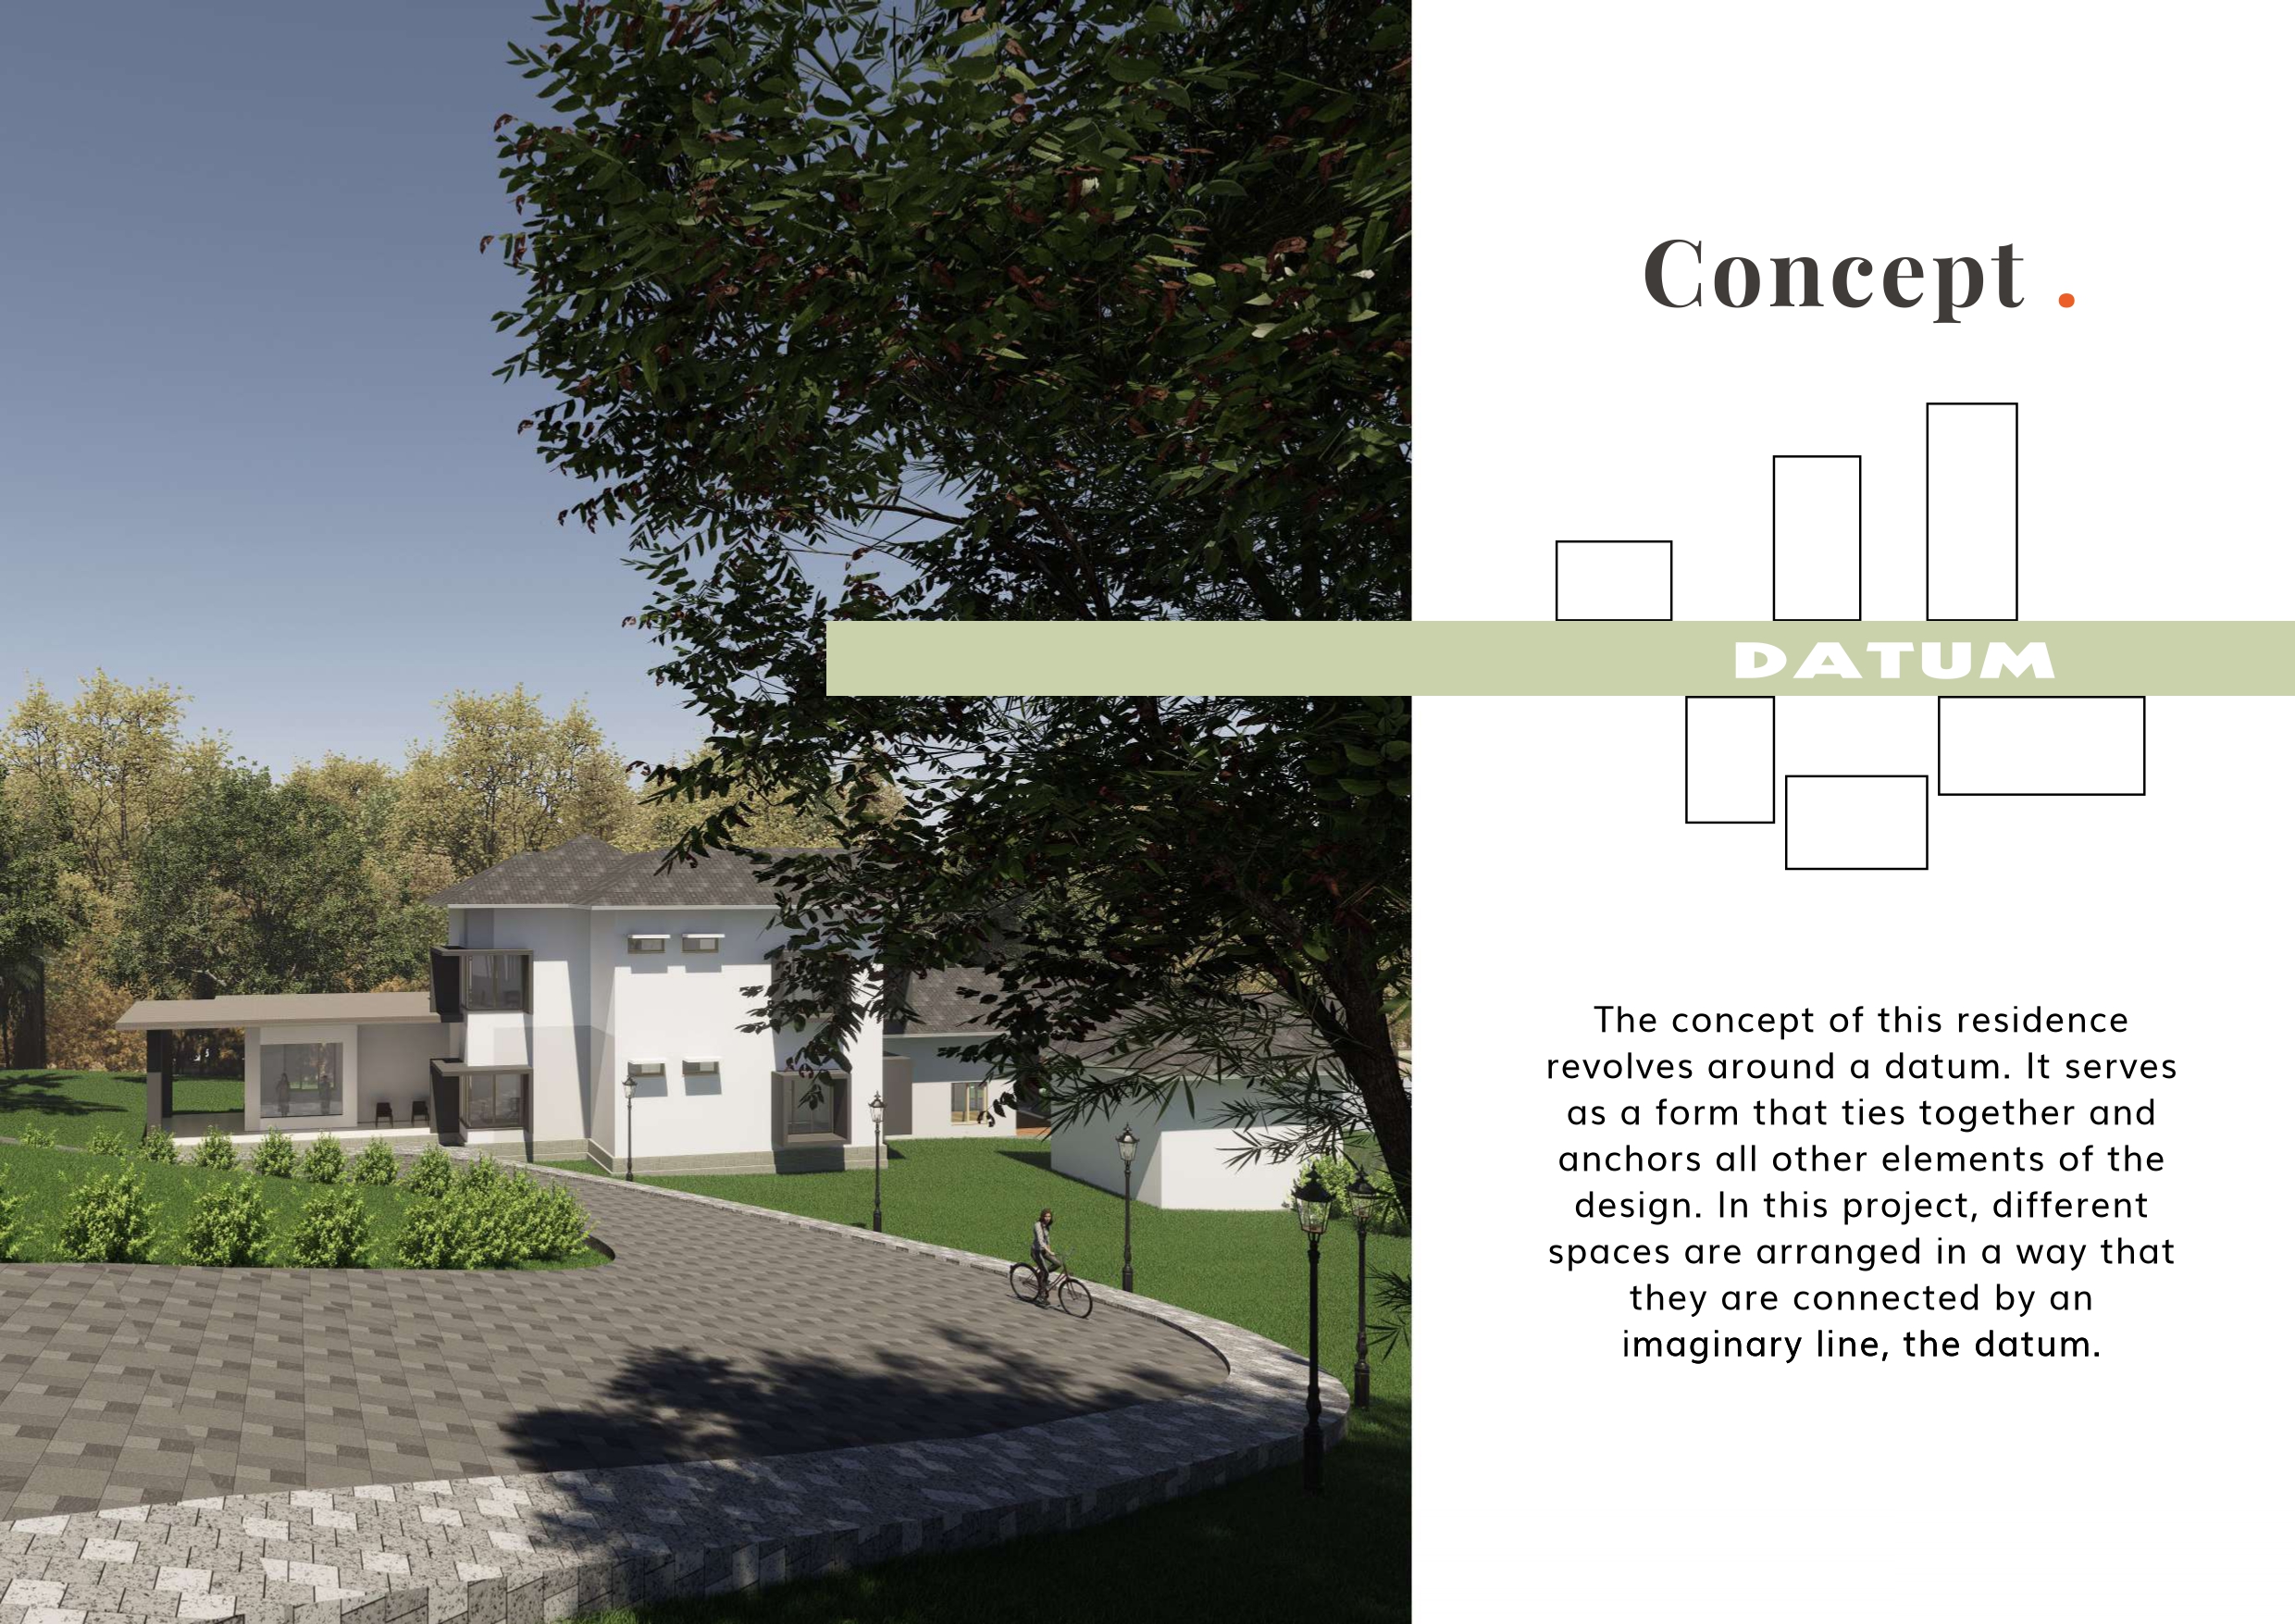 Concept .
DATUM
The concept of this residence
revolves around a datum. It serves
as a form that ties together and
anchors all other elements of the
design. In this project, different
spaces are arranged in a way that
they are connected by an
imaginary line, the datum.